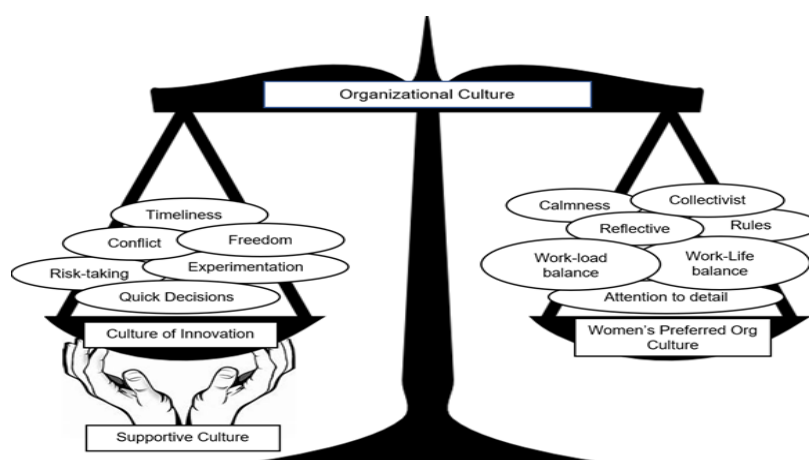 Organizational Culture
Timeliness
Conflict
Freedom
Risk-taking
Experimentation
Quick Decisions
Culture of Innovation
Supportive Culture
Calmness
Collectivist
Reflective
Rules
Work-load
balance
Work-Life
balance
Attention to detail
Women's Preferred Org
Culture